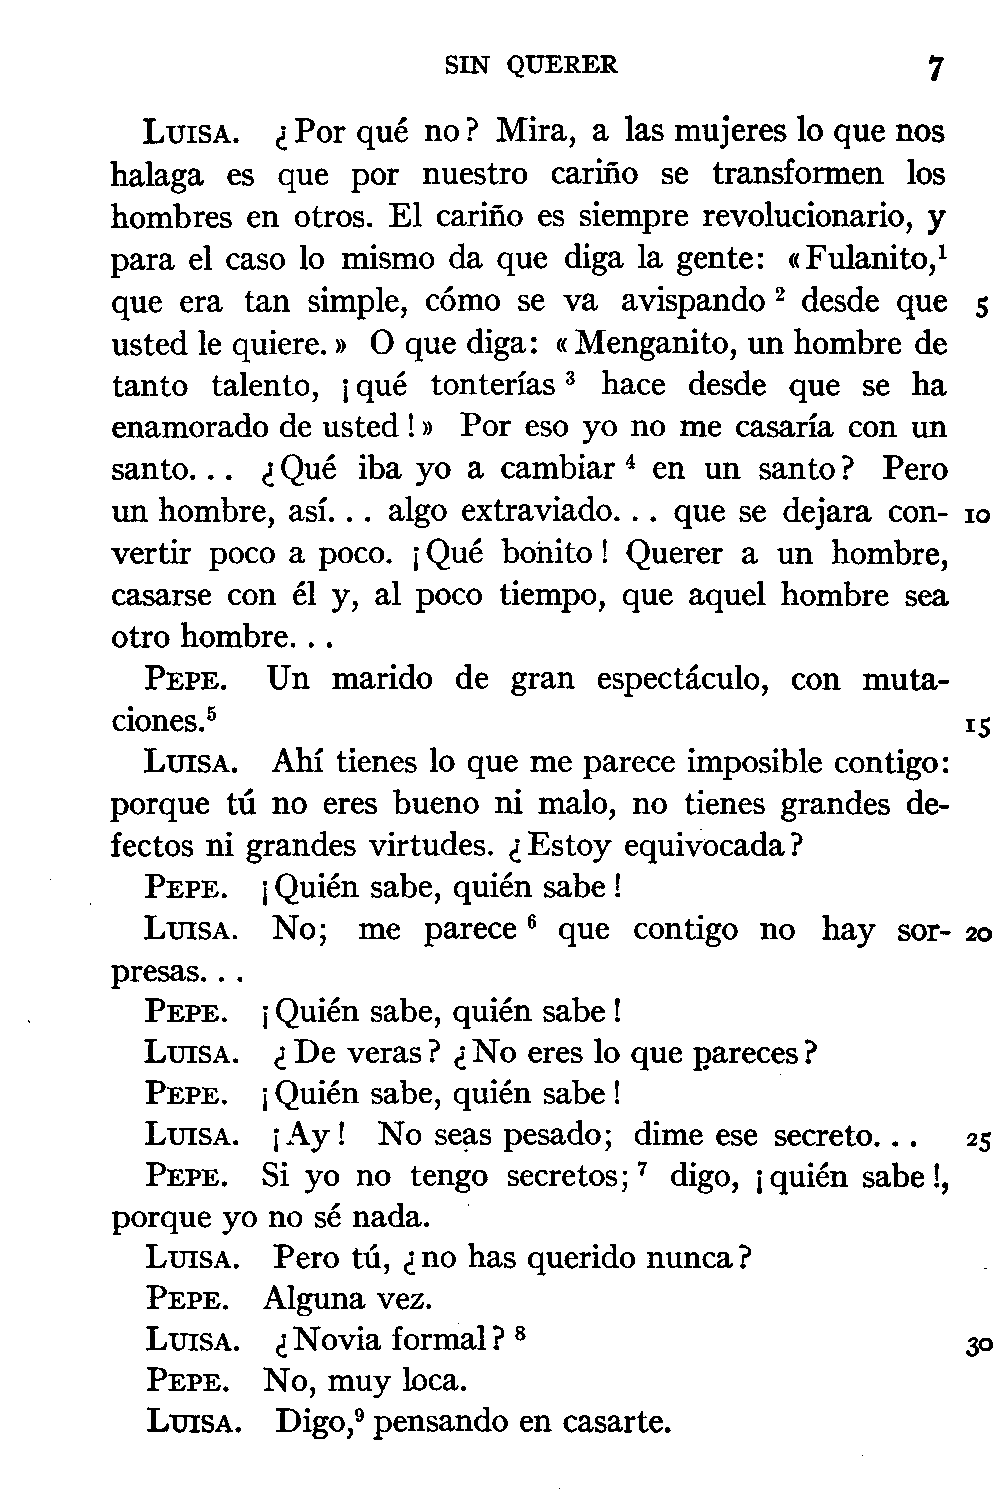 SIN QUERER 7
LUISA. ¿Por qué no? Mira, a las mujeres lo que nos
halaga es que por nuestro cariño se transformen los
hombres en otros. El cariño es siempre revolucionario, y
para el caso lo mismo da que diga la gente: «Fulanito,¹
que era tan simple, cómo se va avispando ² desde que 5
usted le quiere.» O que diga: «Menganito, un hombre de
tanto talento, ¡qué tonterías ³ hace desde que se ha
enamorado de usted!» Por eso yo no me casaría con un
santo... ¿Qué iba yo a cambiar ⁴ en un santo? Pero
un hombre, así... algo extraviado... que se dejara con- 10
vertir poco a poco. ¡Qué bonito! Querer a un hombre,
casarse con él y, al poco tiempo, que aquel hombre sea
otro hombre...
PEPE. Un marido de gran espectáculo, con muta-
ciones.⁵ 15
LUISA. Ahí tienes lo que me parece imposible contigo:
porque tú no eres bueno ni malo, no tienes grandes de-
fectos ni grandes virtudes. ¿Estoy equivocada?
PEPE. ¡Quién sabe, quién sabe!
LUISA. No; me parece ⁶ que contigo no hay sor- 20
presas...
PEPE. ¡Quién sabe, quién sabe!
LUISA. ¿De veras? ¿No eres lo que pareces?
PEPE. ¡Quién sabe, quién sabe!
LUISA. ¡Ay! No seas pesado; dime ese secreto... 25
PEPE. Si yo no tengo secretos; ⁷ digo, ¡quién sabe!,
porque yo no sé nada.
LUISA. Pero tú, ¿no has querido nunca?
PEPE. Alguna vez.
LUISA. ¿Novia formal? ⁸ 30
PEPE. No, muy loca.
LUISA. Digo,⁹ pensando en casarte.